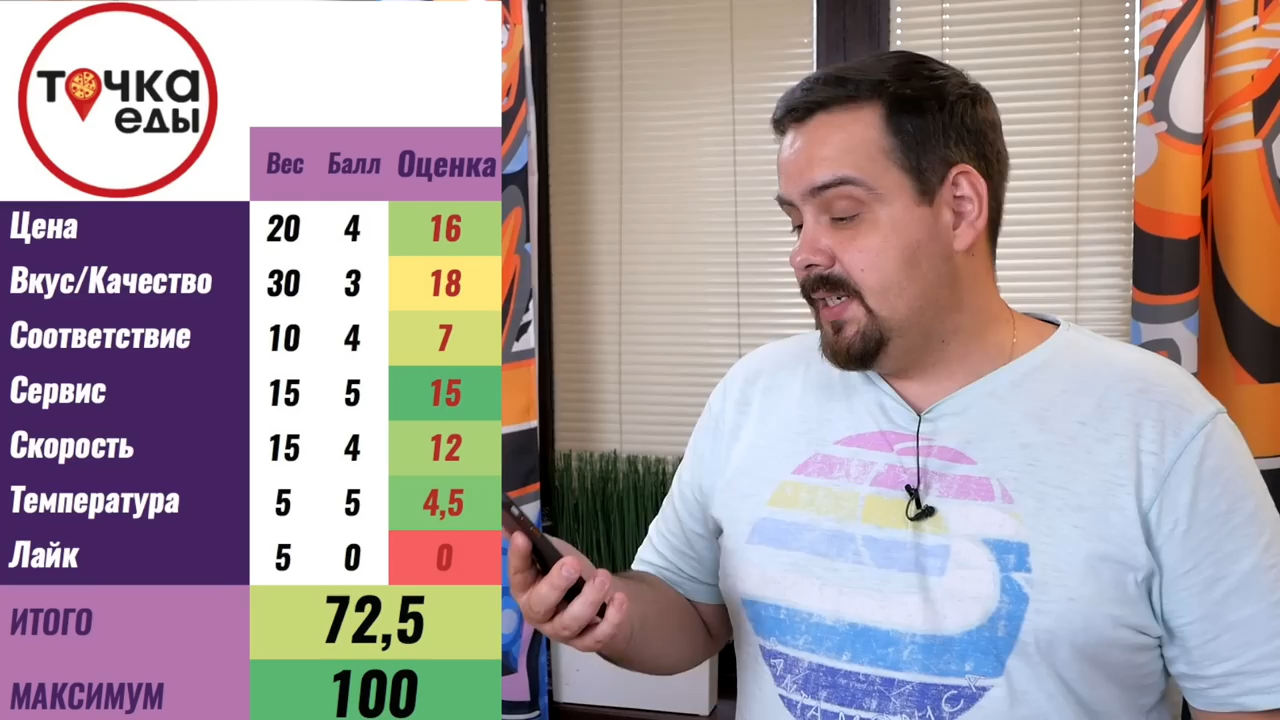 точка
еды
Вес Балл Оценка
Цена 20 4 16
Вкус/Качество 30 3 18
Соответствие 10 4 7
Сервис 15 5 15
Скорость 15 4 12
Температура 5 5 4,5
Лайк 5 0 0
ИТОГО 72,5
МАКСИМУМ 100